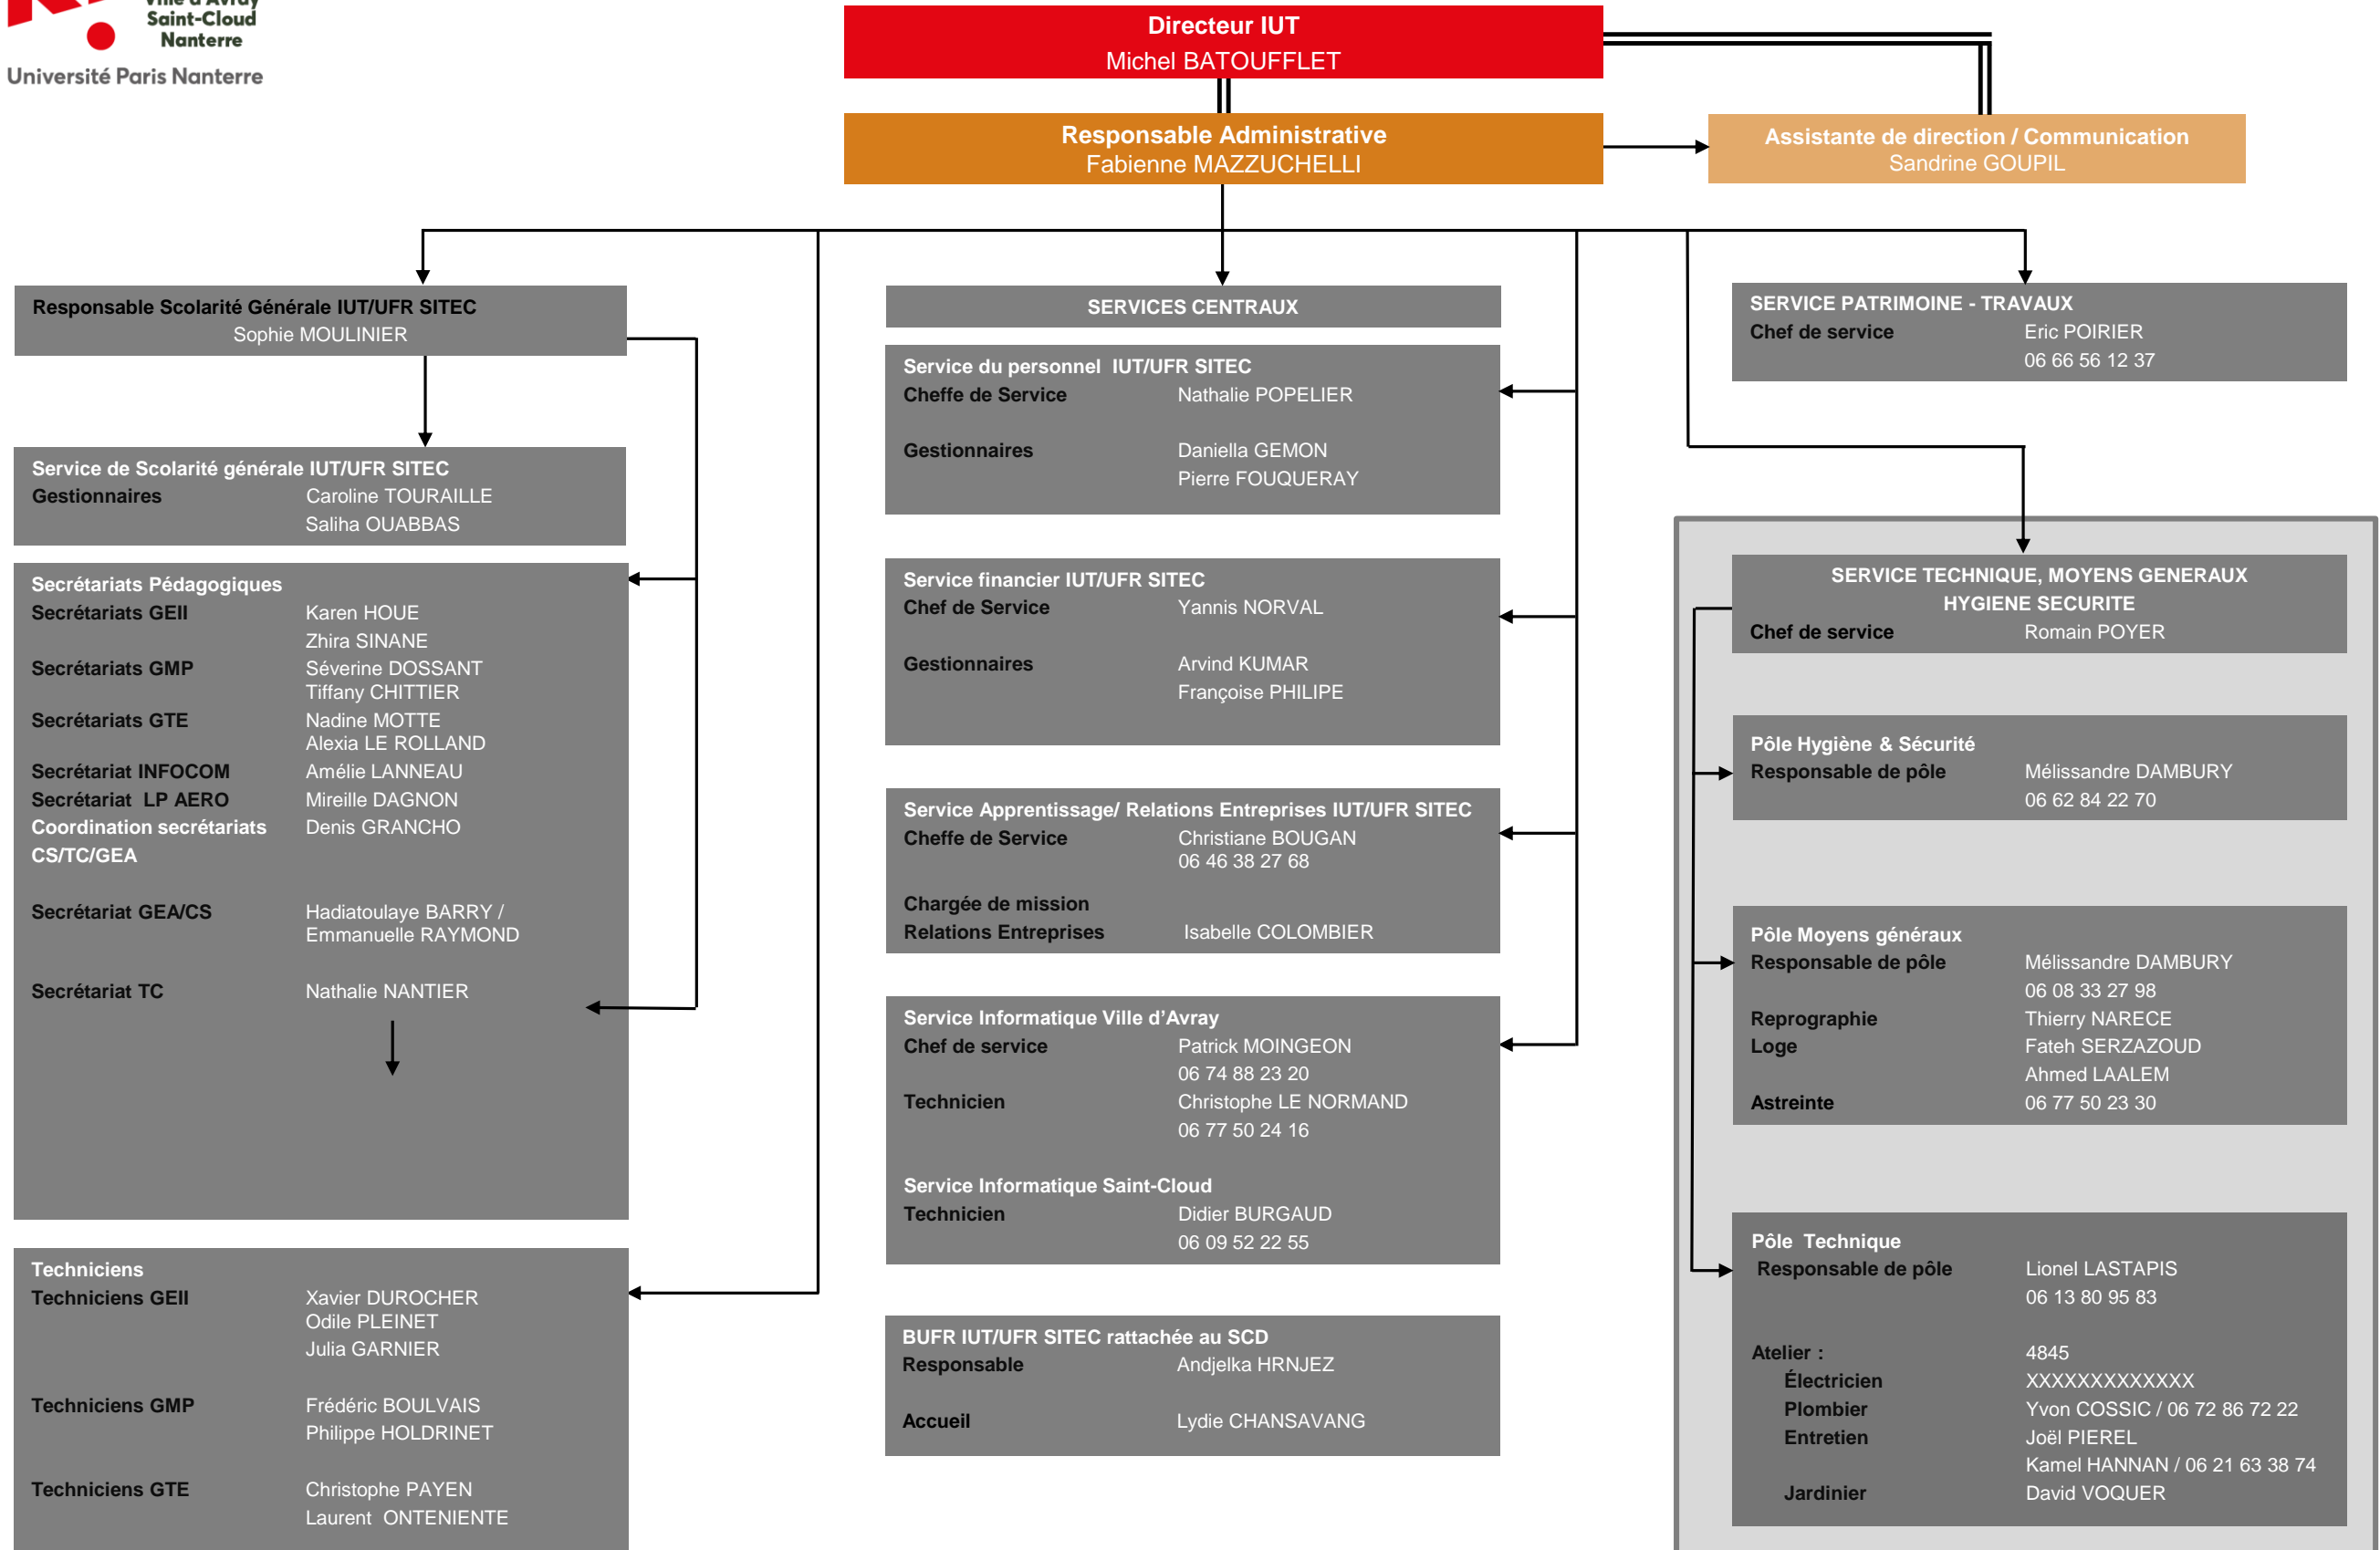 Ville d'Avray
Saint-Cloud
Nanterre
Université Paris Nanterre
Directeur IUT
Michel BATOUFFLET
Responsable Administrative
Fabienne MAZZUCHELLI
Assistante de direction / Communication
Sandrine GOUPIL
Responsable Scolarité Générale IUT/UFR SITEC
Sophie MOULINIER
Service de Scolarité générale IUT/UFR SITEC
Gestionnaires Caroline TOURAILLE
Saliha OUABBAS
Secrétariats Pédagogiques
Secrétariats GEII Karen HOUE
Zhira SINANE
Secrétariats GMP Séverine DOSSANT
Tiffany CHITTIER
Secrétariats GTE Nadine MOTTE
Alexia LE ROLLAND
Secrétariat INFOCOM Amélie LANNEAU
Secrétariat LP AERO Mireille DAGNON
Coordination secrétariats Denis GRANCHO
CS/TC/GEA
Secrétariat GEA/CS Hadiatoulaye BARRY /
Emmanuelle RAYMOND
Secrétariat TC Nathalie NANTIER
Techniciens
Techniciens GEII Xavier DUROCHER
Odile PLEINET
Julia GARNIER
Techniciens GMP Frédéric BOULVAIS
Philippe HOLDRINET
Techniciens GTE Christophe PAYEN
Laurent ONTENIENTE
SERVICES CENTRAUX
Service du personnel IUT/UFR SITEC
Cheffe de Service Nathalie POPELIER
Gestionnaires Daniella GEMON
Pierre FOUQUERAY
Service financier IUT/UFR SITEC
Chef de Service Yannis NORVAL
Gestionnaires Arvind KUMAR
Françoise PHILIPE
Service Apprentissage/ Relations Entreprises IUT/UFR SITEC
Cheffe de Service Christiane BOUGAN
06 46 38 27 68
Chargée de mission
Relations Entreprises Isabelle COLOMBIER
Service Informatique Ville d’Avray
Chef de service Patrick MOINGEON
06 74 88 23 20
Technicien Christophe LE NORMAND
06 77 50 24 16
Service Informatique Saint-Cloud
Technicien Didier BURGAUD
06 09 52 22 55
BUFR IUT/UFR SITEC rattachée au SCD
Responsable Andjelka HRNJEZ
Accueil Lydie CHANSAVANG
SERVICE PATRIMOINE - TRAVAUX
Chef de service Eric POIRIER
06 66 56 12 37
SERVICE TECHNIQUE, MOYENS GENERAUX
HYGIENE SECURITE
Chef de service Romain POYER
Pôle Hygiène & Sécurité
Responsable de pôle Mélissandre DAMBURY
06 62 84 22 70
Pôle Moyens généraux
Responsable de pôle Mélissandre DAMBURY
06 08 33 27 98
Reprographie Thierry NARECE
Loge Fateh SERZAZOUD
Ahmed LAALEM
Astreinte 06 77 50 23 30
Pôle Technique
Responsable de pôle Lionel LASTAPIS
06 13 80 95 83
Atelier : 4845
Électricien XXXXXXXXXXXXX
Plombier Yvon COSSIC / 06 72 86 72 22
Entretien Joël PIEREL
Kamel HANNAN / 06 21 63 38 74
Jardinier David VOQUER